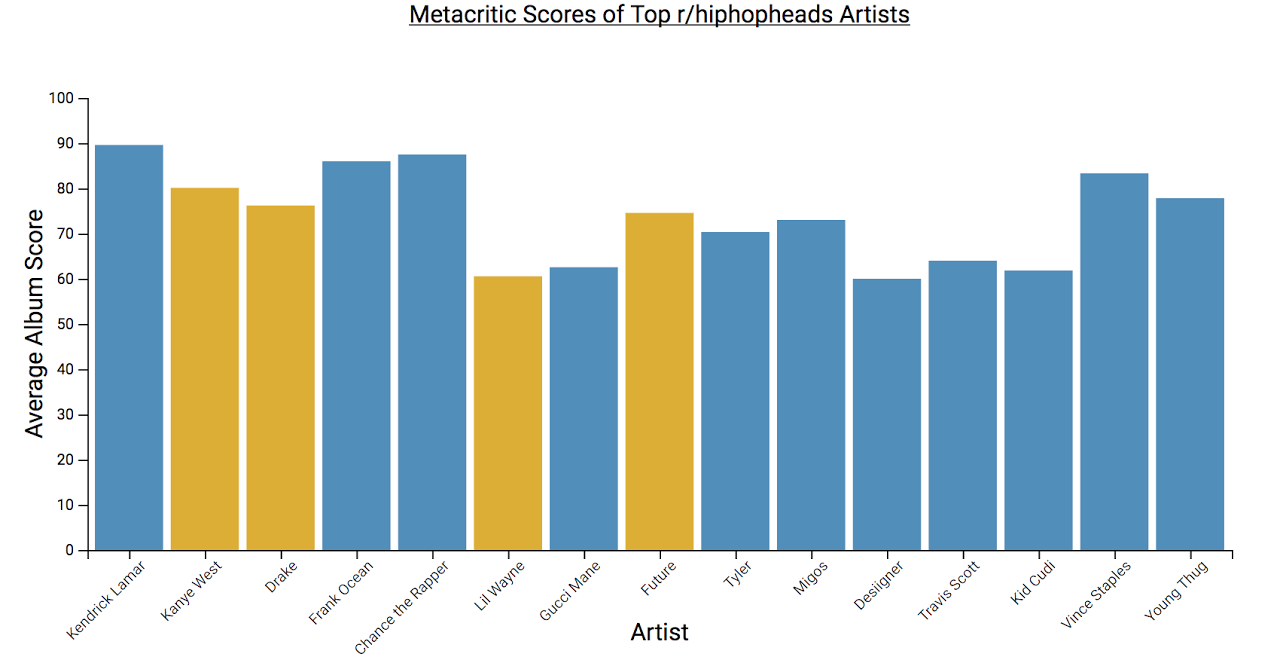 Metacritic Scores of Top r/hiphopheads Artists
Average Album Score
100
90
80
70
60
50
40
30
20
10
0
Kendrick Lamar
Kanye West
Drake
Frank Ocean
Chance the Rapper
Lil Wayne
Gucci Mane
Future
Tyler
Migos
Desiigner
Travis Scott
Kid Cudi
Vince Staples
Young Thug
Artist